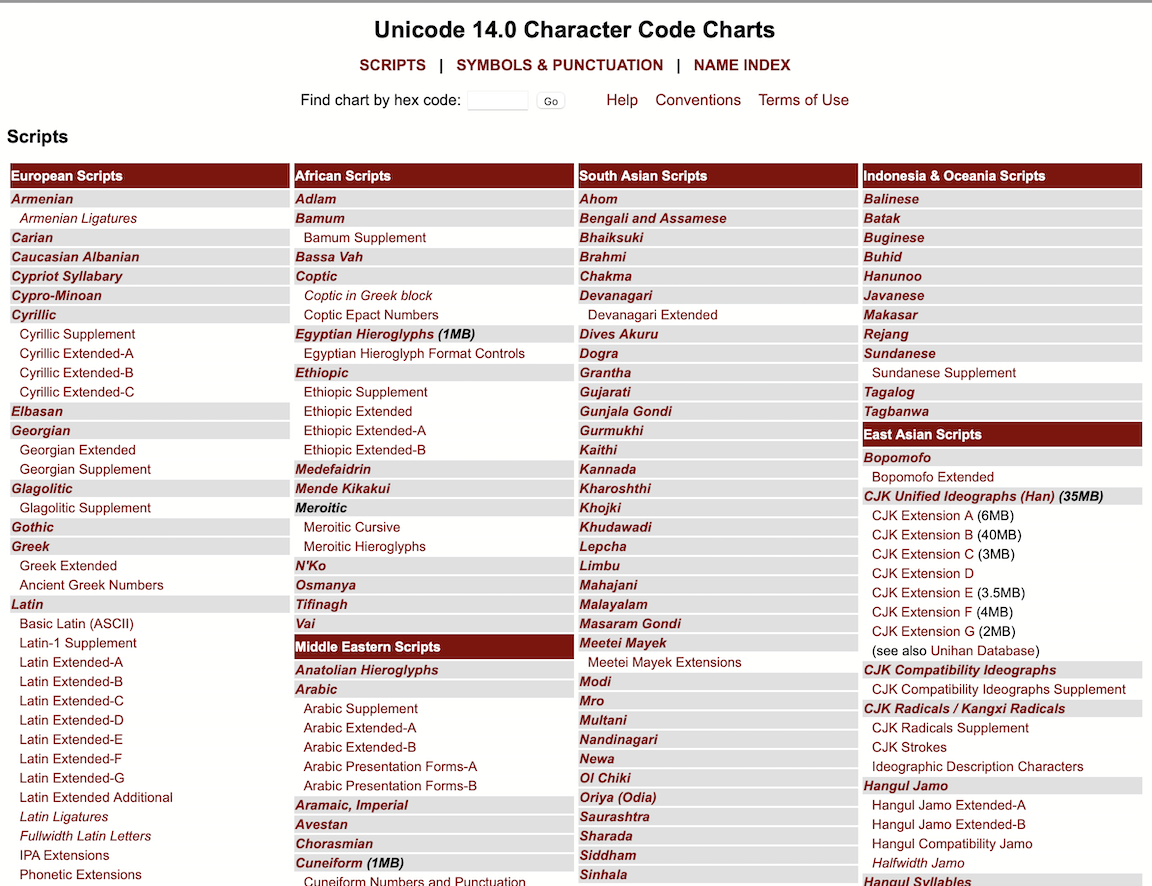 Unicode 14.0 Character Code Charts
SCRIPTS | SYMBOLS & PUNCTUATION | NAME INDEX
Find chart by hex code: Go Help Conventions Terms of Use
Scripts
European Scripts
Armenian
Armenian Ligatures
Carian
Caucasian Albanian
Cypriot Syllabary
Cypro-Minoan
Cyrillic
Cyrillic Supplement
Cyrillic Extended-A
Cyrillic Extended-B
Cyrillic Extended-C
Elbasan
Georgian
Georgian Extended
Georgian Supplement
Glagolitic
Glagolitic Supplement
Gothic
Greek
Greek Extended
Ancient Greek Numbers
Latin
Basic Latin (ASCII)
Latin-1 Supplement
Latin Extended-A
Latin Extended-B
Latin Extended-C
Latin Extended-D
Latin Extended-E
Latin Extended-F
Latin Extended-G
Latin Extended Additional
Latin Ligatures
Fullwidth Latin Letters
IPA Extensions
Phonetic Extensions
African Scripts
Adlam
Bamum
Bamum Supplement
Bassa Vah
Coptic
Coptic in Greek block
Coptic Epact Numbers
Egyptian Hieroglyphs (1MB)
Egyptian Hieroglyph Format Controls
Ethiopic
Ethiopic Supplement
Ethiopic Extended
Ethiopic Extended-A
Ethiopic Extended-B
Medefaidrin
Mende Kikakui
Meroitic
Meroitic Cursive
Meroitic Hieroglyphs
N'Ko
Osmanya
Tifinagh
Vai
Middle Eastern Scripts
Anatolian Hieroglyphs
Arabic
Arabic Supplement
Arabic Extended-A
Arabic Extended-B
Arabic Presentation Forms-A
Arabic Presentation Forms-B
Aramaic, Imperial
Avestan
Chorasmian
Cuneiform (1MB)
Cuneiform Numbers and Punctuation
South Asian Scripts
Ahom
Bengali and Assamese
Bhaiksuki
Brahmi
Chakma
Devanagari
Devanagari Extended
Dives Akuru
Dogra
Grantha
Gujarati
Gunjala Gondi
Gurmukhi
Kaithi
Kannada
Kharoshthi
Khojki
Khudawadi
Lepcha
Limbu
Mahajani
Malayalam
Masaram Gondi
Meetei Mayek
Meetei Mayek Extensions
Modi
Mro
Multani
Nandinagari
Newa
Ol Chiki
Oriya (Odia)
Saurashtra
Sharada
Siddham
Sinhala
Indonesia & Oceania Scripts
Balinese
Batak
Buginese
Buhid
Hanunoo
Javanese
Makasar
Rejang
Sundanese
Sundanese Supplement
Tagalog
Tagbanwa
East Asian Scripts
Bopomofo
Bopomofo Extended
CJK Unified Ideographs (Han) (35MB)
CJK Extension A (6MB)
CJK Extension B (40MB)
CJK Extension C (3MB)
CJK Extension D
CJK Extension E (3.5MB)
CJK Extension F (4MB)
CJK Extension G (2MB)
(see also Unihan Database)
CJK Compatibility Ideographs
CJK Compatibility Ideographs Supplement
CJK Radicals / Kangxi Radicals
CJK Radicals Supplement
CJK Strokes
Ideographic Description Characters
Hangul Jamo
Hangul Jamo Extended-A
Hangul Jamo Extended-B
Hangul Compatibility Jamo
Halfwidth Jamo
Hangul Syllables